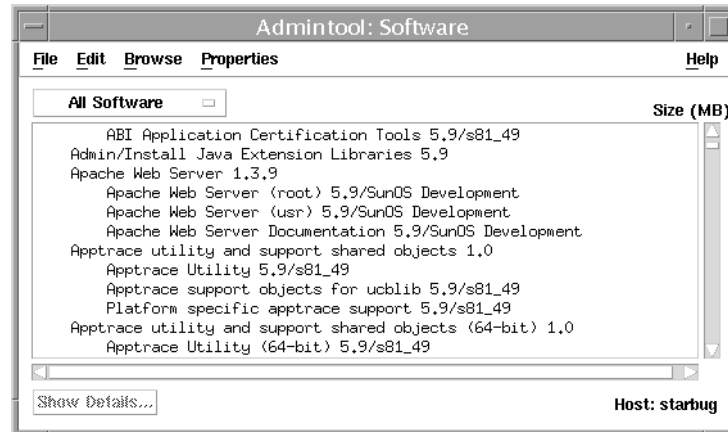 Admintool: Software
File Edit Browse Properties Help
All Software
Size (MB)
ABI Application Certification Tools 5.9/s81_49
Admin/Install Java Extension Libraries 5.9
Apache Web Server 1.3.9
Apache Web Server (root) 5.9/SunOS Development
Apache Web Server (usr) 5.9/SunOS Development
Apache Web Server Documentation 5.9/SunOS Development
Apptrace utility and support shared objects 1.0
Apptrace Utility 5.9/s81_49
Apptrace support objects for ucblib 5.9/s81_49
Platform specific apptrace support 5.9/s81_49
Apptrace utility and support shared objects (64-bit) 1.0
Apptrace Utility (64-bit) 5.9/s81_49
Show Details...
Host: starbug